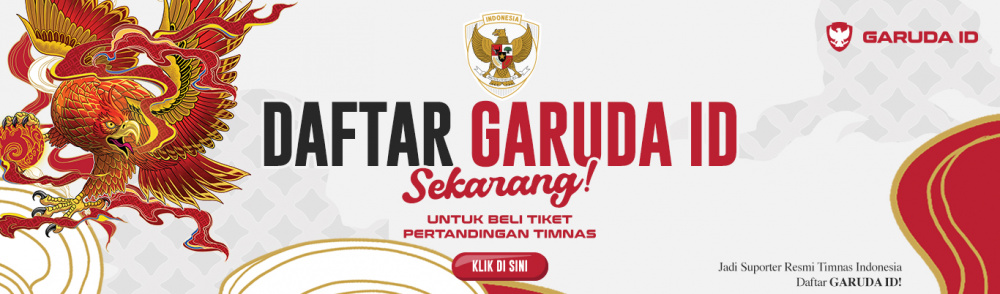 INDONESIA
GARUDA ID
DAFTAR GARUDA ID
Sekarang!
UNTUK BELI TIKET
PERTANDINGAN TIMNAS
KLIK DI SINI
Jadi Suporter Resmi Timnas Indonesia
Daftar GARUDA ID!